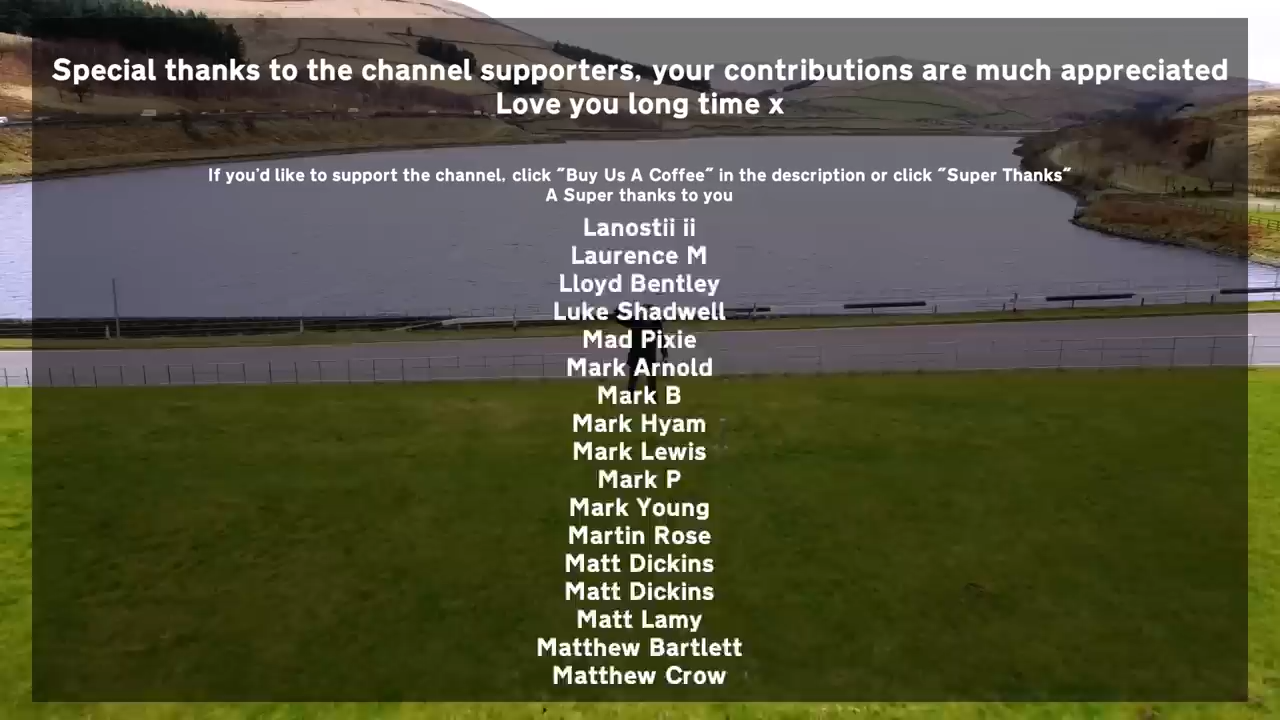 Special thanks to the channel supporters, your contributions are much appreciated
Love you long time x
If you'd like to support the channel, click "Buy Us A Coffee" in the description or click "Super Thanks"
A Super thanks to you
Lanostii ii
Laurence M
Lloyd Bentley
Luke Shadwell
Mad Pixie
Mark Arnold
Mark B
Mark Hyam
Mark Lewis
Mark P
Mark Young
Martin Rose
Matt Dickins
Matt Dickins
Matt Lamy
Matthew Bartlett
Matthew Crow